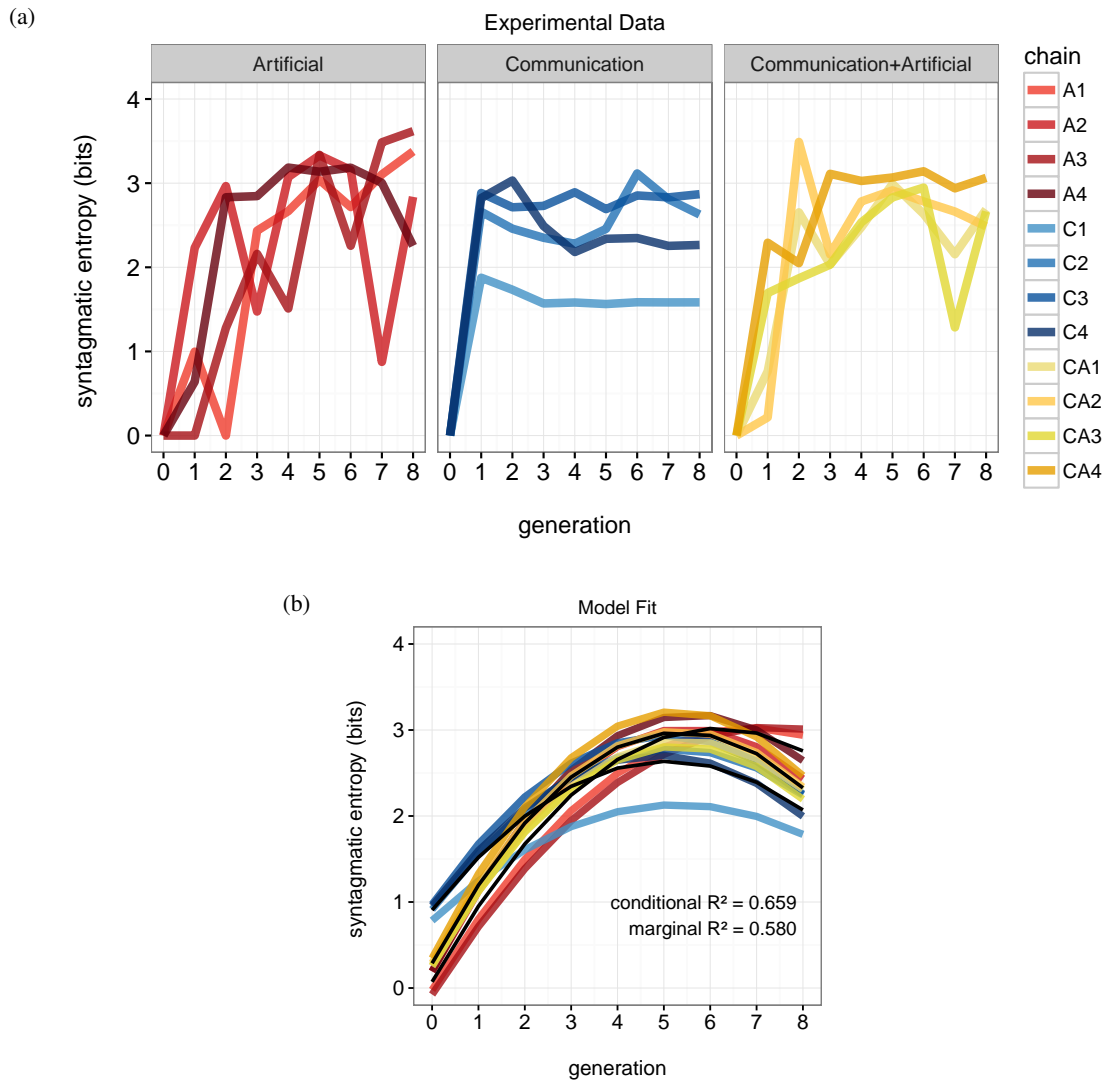 (a)
Experimental Data
Artificial
Communication
Communication+Artificial
syntagmatic entropy (bits)
4
3
2
1
0
0 1 2 3 4 5 6 7 8
0 1 2 3 4 5 6 7 8
0 1 2 3 4 5 6 7 8
generation
chain
A1
A2
A3
A4
C1
C2
C3
C4
CA1
CA2
CA3
CA4
(b)
Model Fit
syntagmatic entropy (bits)
4
3
2
1
0
conditional R² = 0.659
marginal R² = 0.580
0 1 2 3 4 5 6 7 8
generation